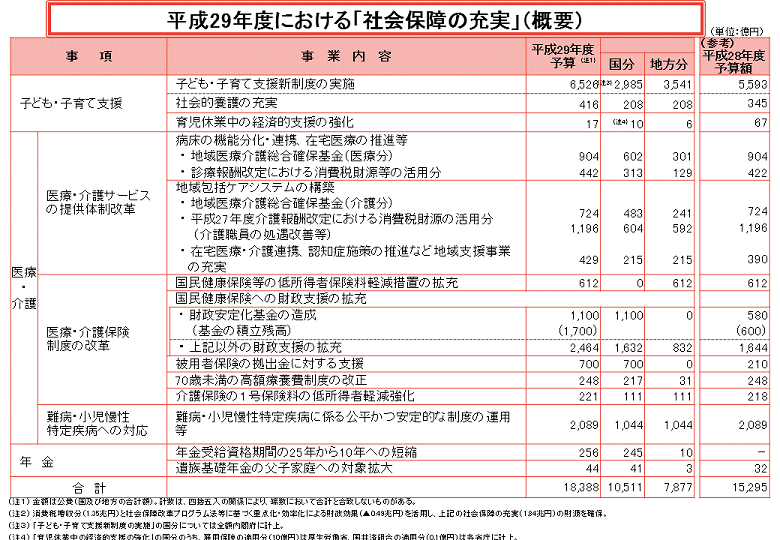 平成29年度における「社会保障の充実」(概要)
(単位:億円)
事 項 事 業 内 容 平成29年度 予算 (注1) 国分 地方分 (参考) 平成28年度 予算額
子ども・子育て支援
子ども・子育て支援新制度の実施 6,526 (注3) 2,985 3,541 5,593
社会的養護の充実 416 208 208 345
育児休業中の経済的支援の強化 17 (注4) 10 6 67
医療・介護
医療・介護サービスの提供体制改革
病床の機能分化・連携、在宅医療の推進等
・地域医療介護総合確保基金(医療分) 904 602 301 904
・診療報酬改定における消費税財源等の活用分 442 313 129 422
地域包括ケアシステムの構築
・地域医療介護総合確保基金(介護分) 724 483 241 724
・平成27年度介護報酬改定における消費税財源の活用分 1,196 604 592 1,196
(介護職員の処遇改善等)
・在宅医療・介護連携、認知症施策の推進など地域支援事業
の充実 429 215 215 390
医療・介護保険
制度の改革
国民健康保険等の低所得者保険料軽減措置の拡充 612 0 612 612
国民健康保険への財政支援の拡充
・財政安定化基金の造成 1,100 1,100 0 580
(基金の積立残高) (1,700) (600)
・上記以外の財政支援の拡充 2,464 1,632 832 1,644
被用者保険の拠出金に対する支援 700 700 0 210
70歳未満の高額療養費制度の改正 248 217 31 248
介護保険の1号保険料の低所得者軽減強化 221 111 111 218
難病・小児慢性
特定疾病への対応
難病・小児慢性特定疾病に係る公平かつ安定的な制度の運用
等 2,089 1,044 1,044 2,089
年 金
年金受給資格期間の25年から10年への短縮 256 245 10 −
遺族基礎年金の父子家庭への対象拡大 44 41 3 32
合 計 18,388 10,511 7,877 15,295
(注1) 金額は公費(国及び地方の合計額)。計数は、四捨五入の関係により、端数において合計と合致しないものがある。
(注2) 消費税増収分(1.35兆円)と社会保障改革プログラム法等に基づく重点化・効率化による財政効果(▲0.49兆円)を活用し、上記の社会保障の充実(1.84兆円)の財源を確保。
(注3) 「子ども・子育て支援新制度の実施」の国分については全額内閣府に計上。
(注4) 「育児休業中の経済的支援の強化」の国分のうち、雇用保険の適用分(10億円)は厚生労働省、国共済組合の適用分(0.1億円)は各省庁に計上。